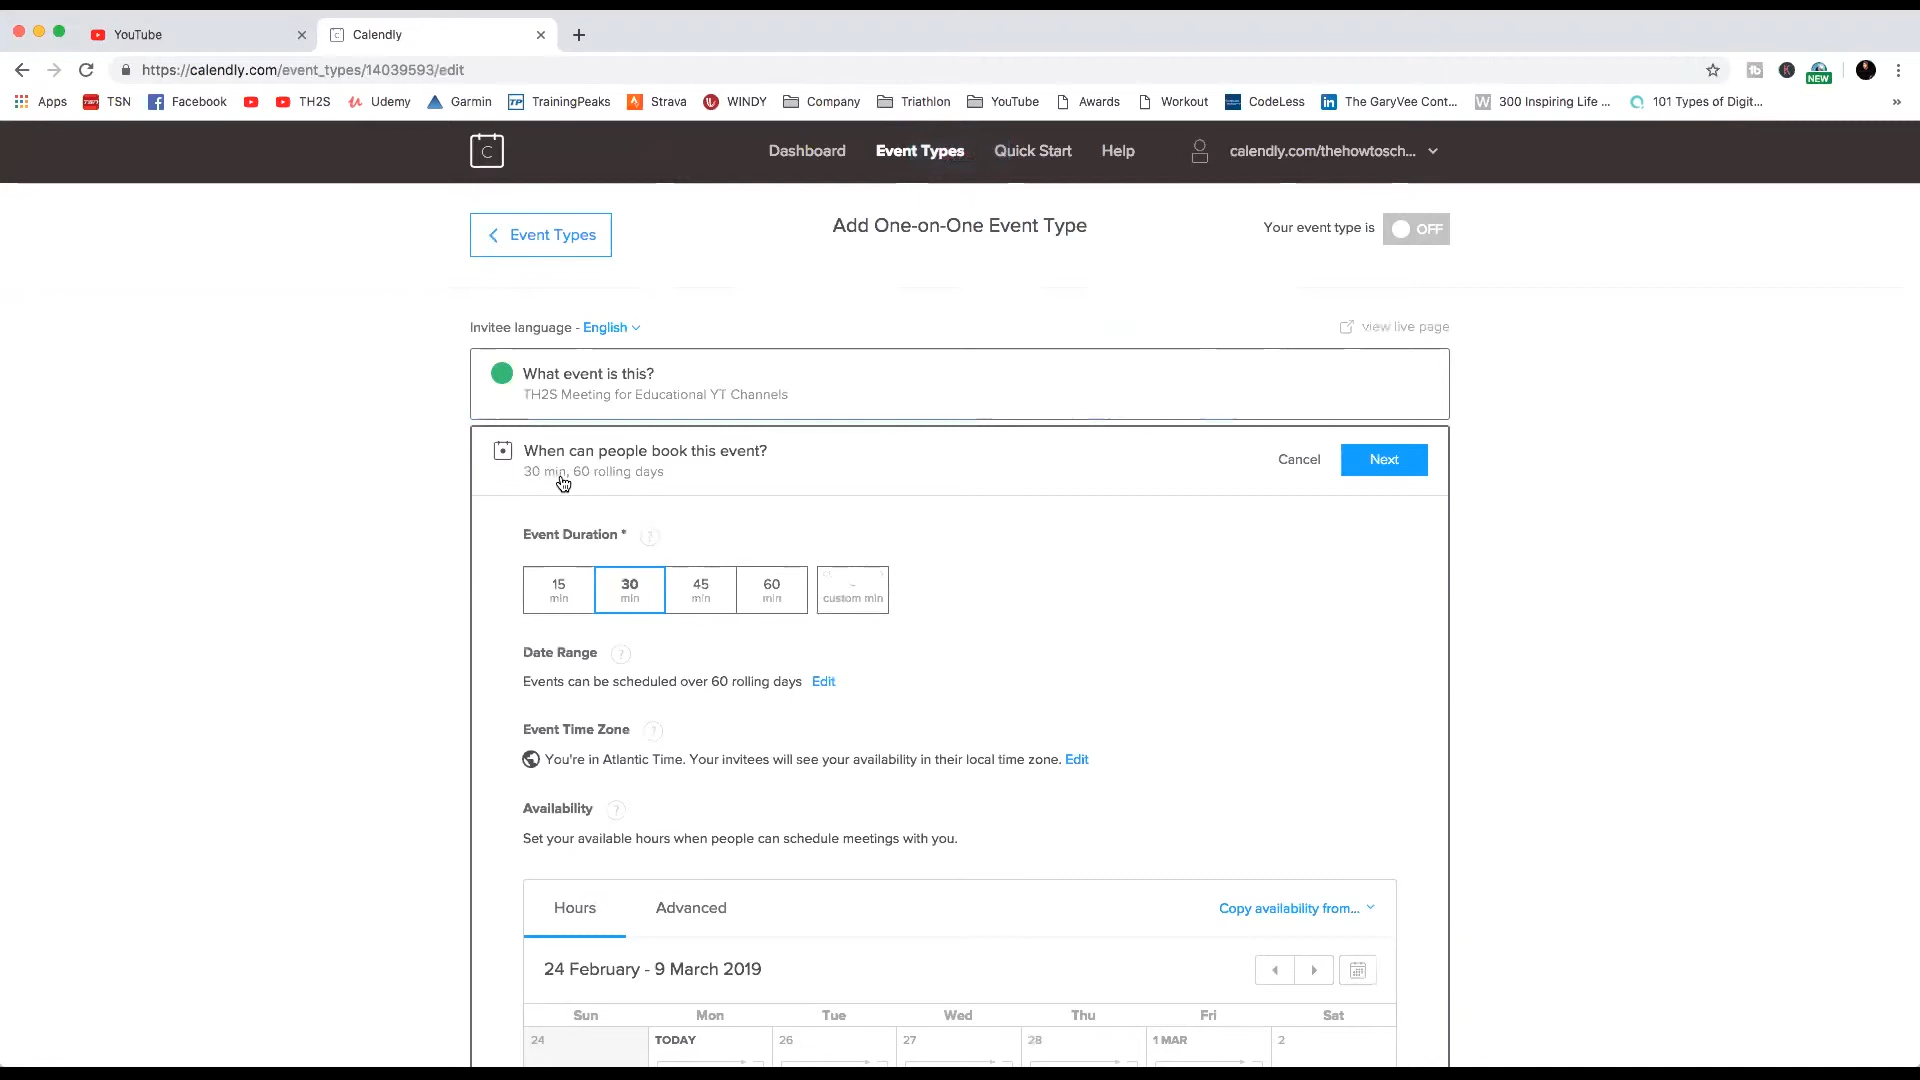 YouTube
Calendly
https://calendly.com/event_types/14039593/edit
NEW
Apps TSN Facebook TH2S Udemy Garmin TrainingPeaks Strava WINDY Company Triathlon YouTube Awards Workout CodeLess The GaryVee Cont... 300 Inspiring Life ... 101 Types of Digit... »
Dashboard Event Types Quick Start Help calendly.com/thehowtosch...
Event Types
Add One-on-One Event Type
Your event type is OFF
Invitee language - English
view live page
What event is this?
TH2S Meeting for Educational YT Channels
When can people book this event?
30 min, 60 rolling days
Cancel Next
Event Duration * ?
15 30 45 60 -
min min min min custom min
Date Range ?
Events can be scheduled over 60 rolling days Edit
Event Time Zone ?
You're in Atlantic Time. Your invitees will see your availability in their local time zone. Edit
Availability ?
Set your available hours when people can schedule meetings with you.
Hours Advanced Copy availability from...
24 February - 9 March 2019
Sun Mon Tue Wed Thu Fri Sat
24 TODAY 26 27 28 1 MAR 2